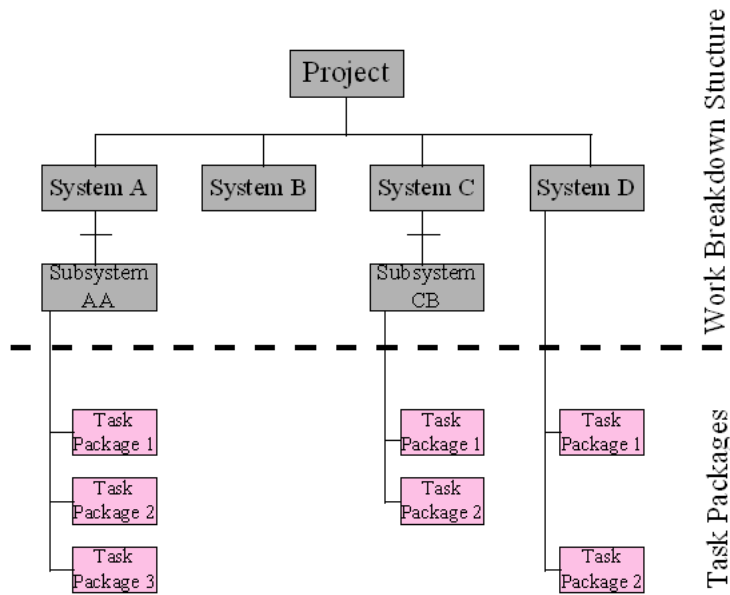 Project
Work Breakdown Stucture
System A
System B
System C
System D
Subsystem
AA
Subsystem
CB
Task
Package 1
Task
Package 1
Task
Package 1
Task
Package 2
Task
Package 2
Task
Package 3
Task
Package 2
Task Packages